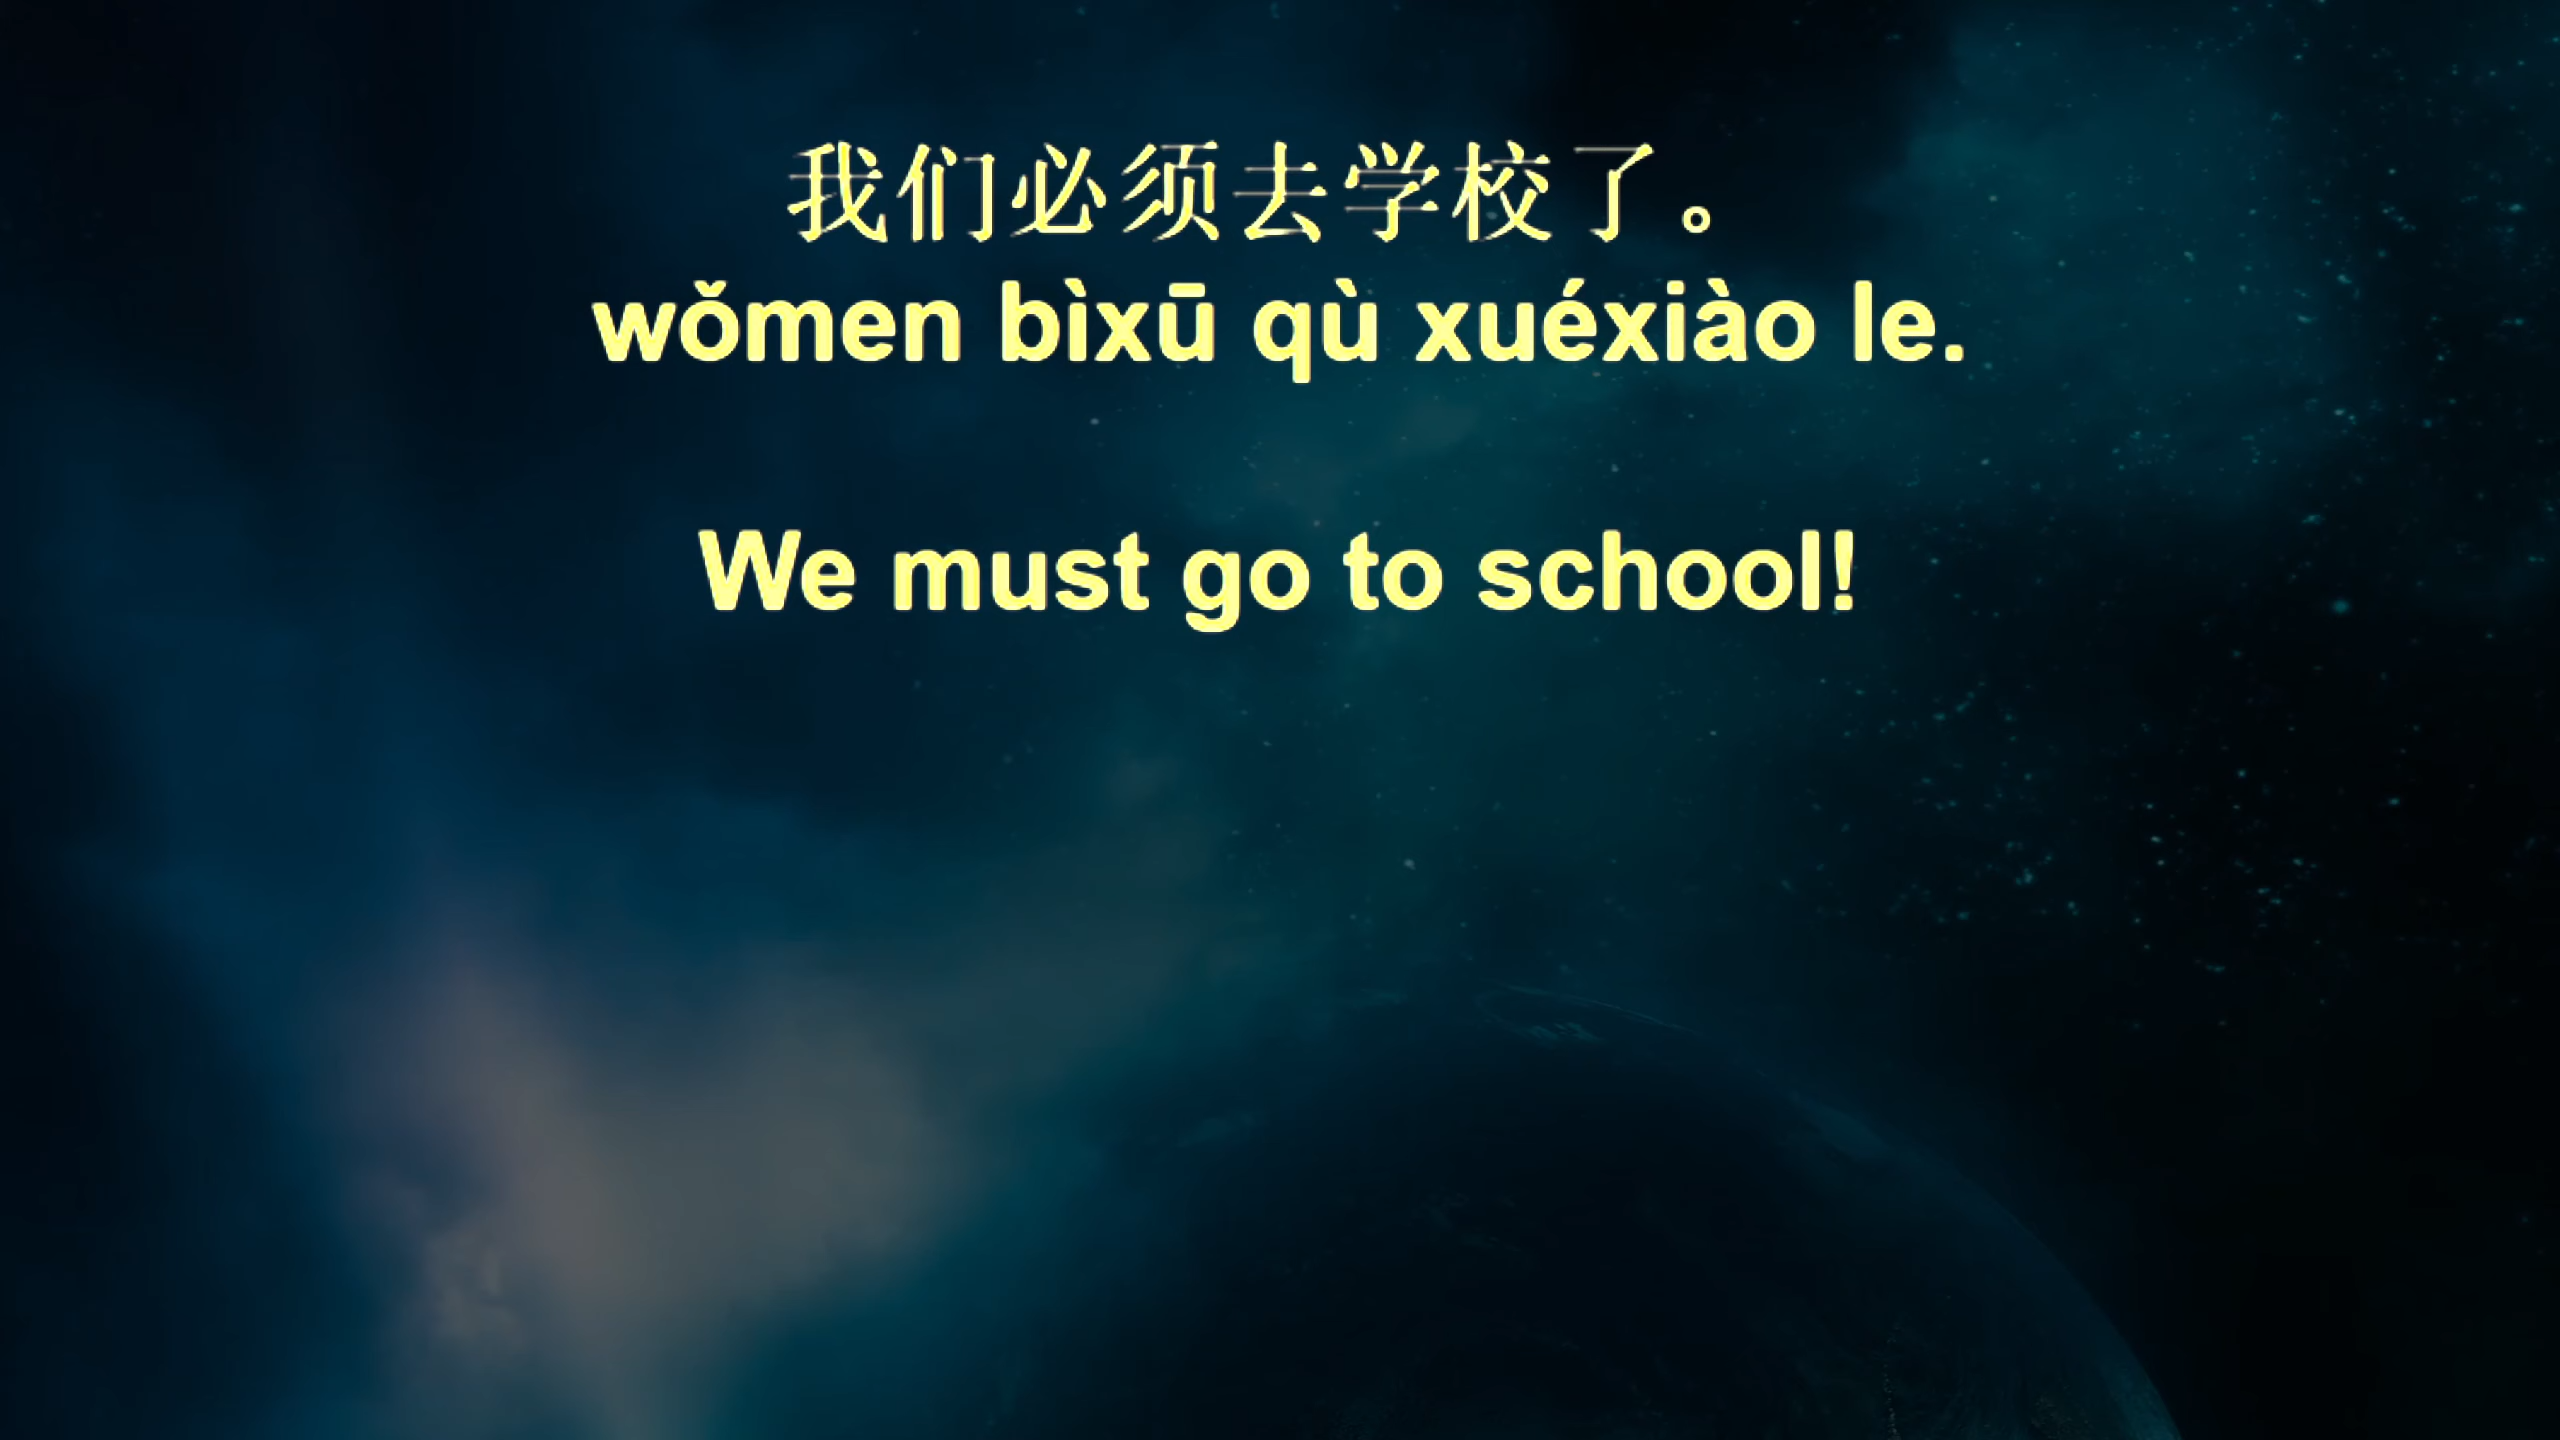 我们必须去学校了。
wǒmen bìxū qù xuéxiào le.
We must go to school!